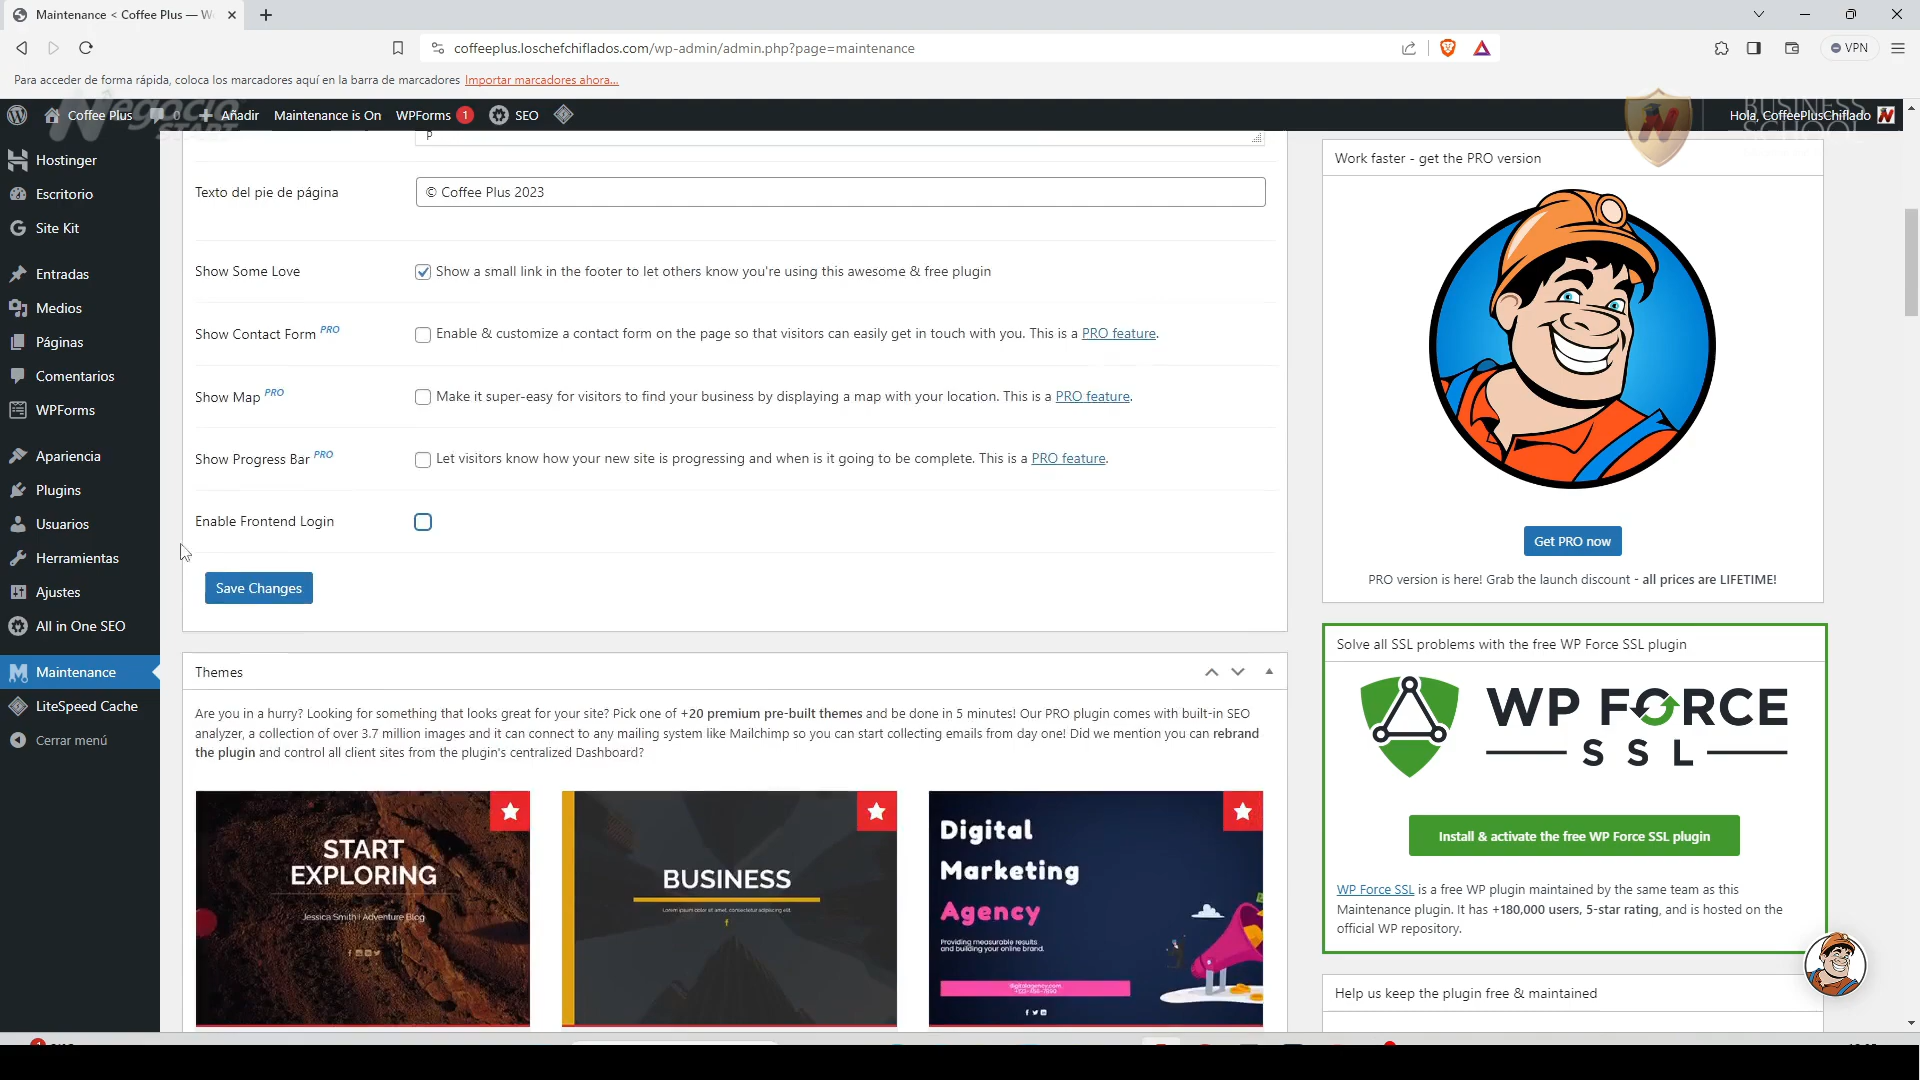 Maintenance < Coffee Plus — W
coffeeplus.loschefchiflados.com/wp-admin/admin.php?page=maintenance
VPN
Para acceder de forma rápida, coloca los marcadores aquí en la barra de marcadores Importar marcadores ahora...
Negocio
START
BUSINESS
SCHOOL
Coffee Plus 0 Añadir Maintenance is On WPForms 1 SEO Hola, CoffeePlusChiflado
Hostinger
Escritorio
Site Kit
Entradas
Medios
Páginas
Comentarios
WPForms
Apariencia
Plugins
Usuarios
Herramientas
Ajustes
All in One SEO
Maintenance
LiteSpeed Cache
Cerrar menú
p
Texto del pie de página
© Coffee Plus 2023
Show Some Love
Show a small link in the footer to let others know you're using this awesome & free plugin
Show Contact Form PRO
Enable & customize a contact form on the page so that visitors can easily get in touch with you. This is a PRO feature.
Show Map PRO
Make it super-easy for visitors to find your business by displaying a map with your location. This is a PRO feature.
Show Progress Bar PRO
Let visitors know how your new site is progressing and when is it going to be complete. This is a PRO feature.
Enable Frontend Login
Save Changes
Themes
Are you in a hurry? Looking for something that looks great for your site? Pick one of +20 premium pre-built themes and be done in 5 minutes! Our PRO plugin comes with built-in SEO
analyzer, a collection of over 3.7 million images and it can connect to any mailing system like Mailchimp so you can start collecting emails from day one! Did we mention you can rebrand
the plugin and control all client sites from the plugin's centralized Dashboard?
START
EXPLORING
Jessica Smith | Adventure Blog
BUSINESS
Lorem ipsum dolor sit amet, consectetur adipiscing elit.
Digital
Marketing
Agency
Providing measurable results
and building your online brand.
Work faster - get the PRO version
Get PRO now
PRO version is here! Grab the launch discount - all prices are LIFETIME!
Solve all SSL problems with the free WP Force SSL plugin
WP FORCE
SSL
Install & activate the free WP Force SSL plugin
WP Force SSL is a free WP plugin maintained by the same team as this
Maintenance plugin. It has +180,000 users, 5-star rating, and is hosted on the
official WP repository.
Help us keep the plugin free & maintained